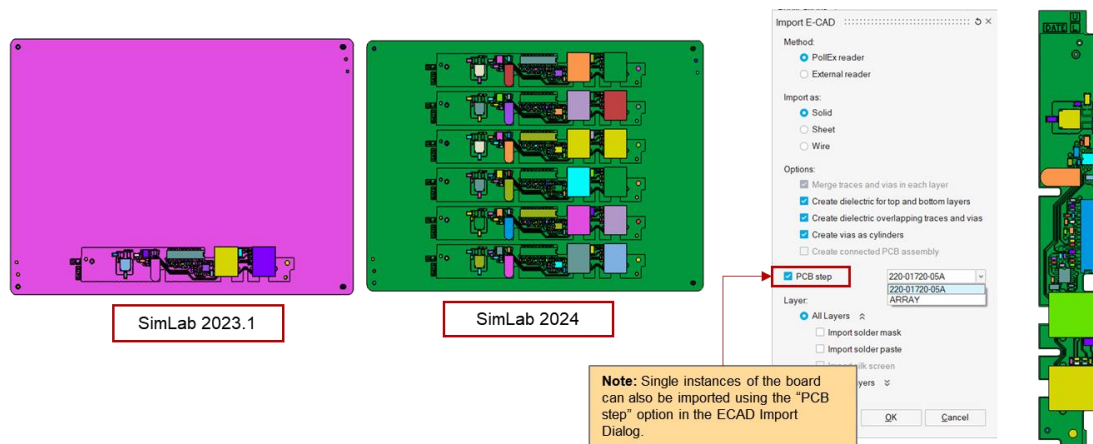 SimLab 2023.1
SimLab 2024
Import E-CAD
Method:
PollEx reader
External reader
Import as:
Solid
Sheet
Wire
Options:
Merge traces and vias in each layer
Create dielectric for top and bottom layers
Create dielectric overlapping traces and vias
Create vias as cylinders
Create connected PCB assembly
PCB step
220-01720-05A
220-01720-05A
ARRAY
Layer:
All Layers
Import solder mask
Import solder paste
OK
Cancel
Note: Single instances of the board
can also be imported using the “PCB
step” option in the ECAD Import
Dialog.
DATE